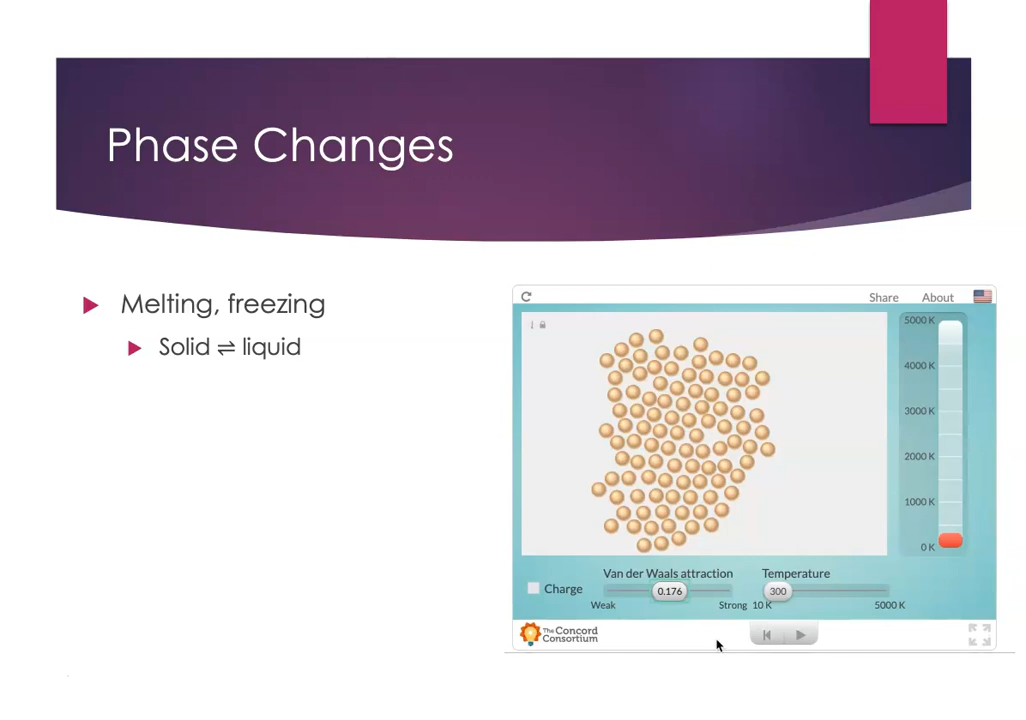 Phase Changes
Melting, freezing
Solid ⇌ liquid
Share About
5000 K
4000 K
3000 K
2000 K
1000 K
0 K
Van der Waals attraction Temperature
Charge 0.176 300
Weak Strong 10 K 5000 K
The Concord
Consortium